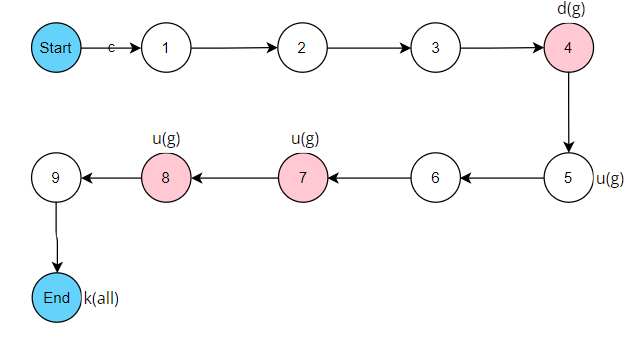 d(g)
Start c 1 2 3 4
u(g) u(g)
9 8 7 6 5 u(g)
End k(all)